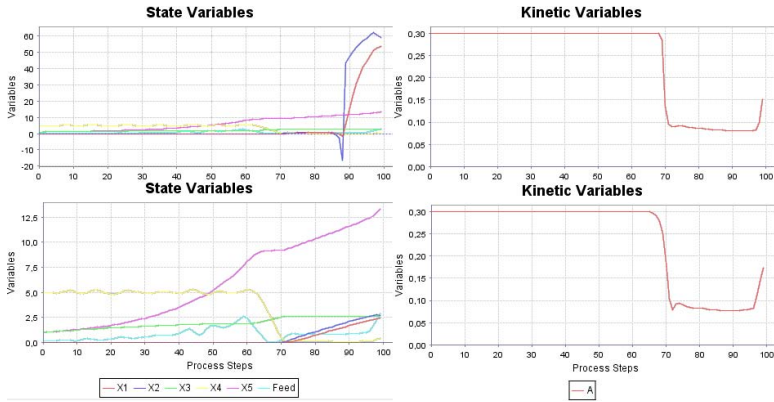 State Variables
Kinetic Variables
60
50
40
30
20
10
0
-10
-20
Variables
0 10 20 30 40 50 60 70 80 90 100
0,30
0,25
0,20
0,15
0,10
0,05
0,00
Variables
0 10 20 30 40 50 60 70 80 90 100
State Variables
Kinetic Variables
12,5
10,0
7,5
5,0
2,5
0,0
Variables
0 10 20 30 40 50 60 70 80 90 100
Process Steps
0,30
0,25
0,20
0,15
0,10
0,05
0,00
Variables
0 10 20 30 40 50 60 70 80 90 100
Process Steps
X1 X2 X3 X4 X5 Feed
A